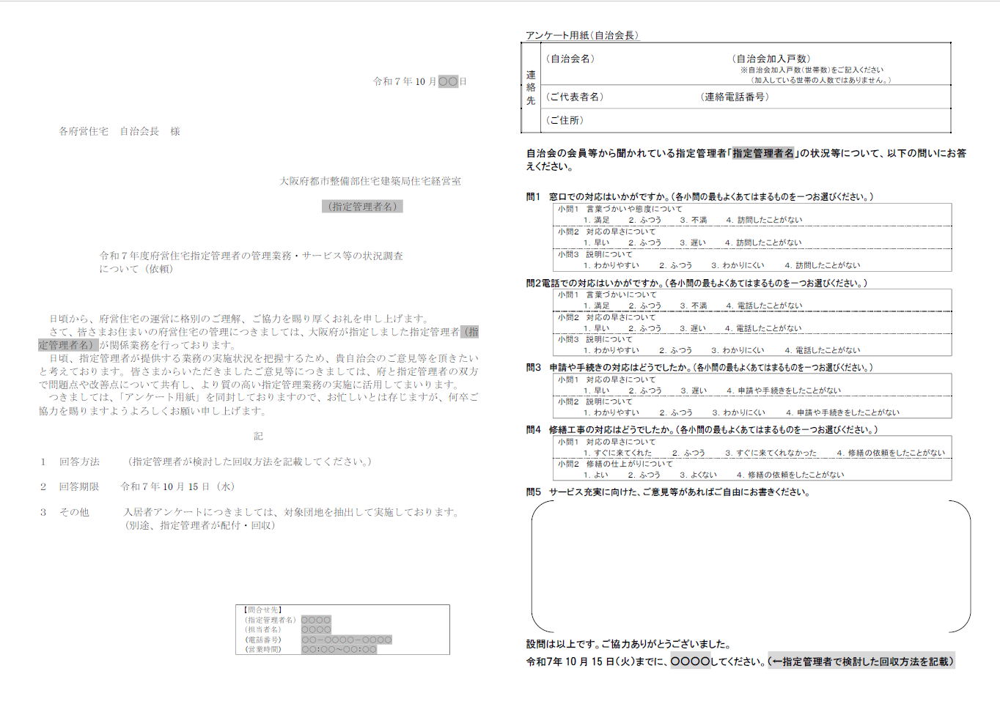 令和７年 10 月〇〇日
各府営住宅　自治会長　様
大阪府都市整備部住宅建築局住宅経営室
（指定管理者名）
令和７年度府営住宅指定管理者の管理業務・サービス等の状況調査
について（依頼）
日頃から、府営住宅の運営に格別のご理解、ご協力を賜り厚くお礼を申し上げます。
さて、皆さまお住まいの府営住宅の管理につきましては、大阪府が指定しました指定管理者（指
定管理者名）が関係業務を行っております。
日頃、指定管理者が提供する業務の実施状況を把握するため、貴自治会のご意見等を頂きたい
と考えております。皆さまからいただきましたご意見等につきましては、府と指定管理者の双方
で問題点や改善点について共有し、より質の高い指定管理業務の実施に活用してまいります。
つきましては、「アンケート用紙」を同封しておりますので、お忙しいとは存じますが、何卒ご
協力を賜りますようよろしくお願い申し上げます。
記
１　回答方法　　（指定管理者が検討した回収方法を記載してください。）
２　回答期限　　令和７年 10 月 15 日（水）
３　その他　　　入居者アンケートにつきましては、対象団地を抽出して実施しております。
（別途、指定管理者が配付・回収）
【問合せ先】
（指定管理者名）〇〇〇〇
（担当者名）　〇〇〇〇
（電話番号）　〇〇－〇〇〇〇－〇〇〇〇
（営業時間）　〇〇：〇〇～〇〇：〇〇
アンケート用紙（自治会長）
連絡先
（自治会名）　（自治会加入戸数）
※自治会加入戸数（世帯数）をご記入ください
（加入している世帯の人数ではありません。）
（ご代表者名）　（連絡電話番号）
（ご住所）
自治会の会員等から聞かれている指定管理者「指定管理者名」の状況等について、以下の問いにお答
えください。
問１　窓口での対応はいかがですか。（各小問の最もよくあてはまるものを一つお選びください。）
小問１　言葉づかいや態度について
１．満足　２．ふつう　３．不満　４．訪問したことがない
小問２　対応の早さについて
１．早い　２．ふつう　３．遅い　４．訪問したことがない
小問３　説明について
１．わかりやすい　２．ふつう　３．わかりにくい　４．訪問したことがない
問２電話での対応はいかがですか。（各小問の最もよくあてはまるものを一つお選びください。）
小問１　言葉づかいについて
１．満足　２．ふつう　３．不満　４．電話したことがない
小問２　対応の早さについて
１．早い　２．ふつう　３．遅い　４．電話したことがない
小問３　説明について
１．わかりやすい　２．ふつう　３．わかりにくい　４．電話したことがない
問３　申請や手続きの対応はどうでしたか。（各小問の最もよくあてはまるものを一つお選びください。）
小問１　対応の早さについて
１．早い　２．ふつう　３．遅い　４．申請や手続きをしたことがない
小問２　説明について
１．わかりやすい　２．ふつう　３．わかりにくい　４．申請や手続きをしたことがない
問４　修繕工事の対応はどうでしたか。（各小問の最もよくあてはまるものを一つお選びください。）
小問１　対応の早さについて
１．すぐに来てくれた　２．ふつう　３．すぐに来てくれなかった　４．修繕の依頼をしたことがない
小問２　修繕の仕上がりについて
１．よい　２．ふつう　３．よくない　４．修繕の依頼をしたことがない
問５　サービス充実に向けた、ご意見等があればご自由にお書きください。
設問は以上です。ご協力ありがとうございました。
令和７年 10 月 15 日（火）までに、〇〇〇〇してください。（←指定管理者で検討した回収方法を記載）